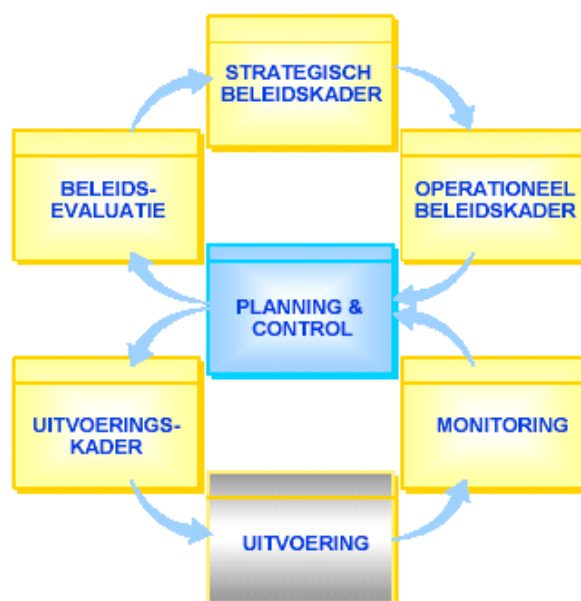 STRATEGISCH
BELEIDSKADER
BELEIDS-
EVALUATIE
OPERATIONEEL
BELEIDSKADER
PLANNING &
CONTROL
UITVOERINGS-
KADER
MONITORING
UITVOERING